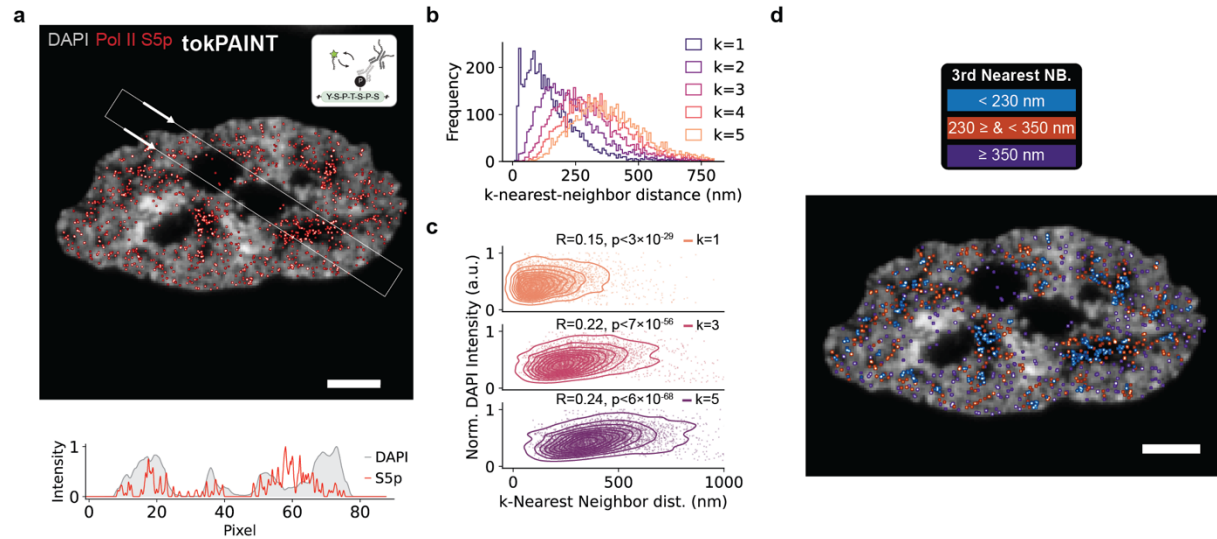 a
DAPI Pol II S5p tokPAINT
P
Y-S-P-T-S-P-S
Intensity
1
0
DAPI
S5p
0 20 40 60 80
Pixel
b
Frequency
200
100
0
k=1
k=2
k=3
k=4
k=5
0 250 500 750
k-nearest-neighbor distance (nm)
c
Norm. DAPI Intensity (a.u.)
R=0.15, p<3×10⁻²⁹ k=1
1
0
R=0.22, p<7×10⁻⁵⁶ k=3
1
0
R=0.24, p<6×10⁻⁶⁸ k=5
1
0
0 500 1000
k-Nearest Neighbor dist. (nm)
d
3rd Nearest NB.
< 230 nm
230 ≥ & < 350 nm
≥ 350 nm